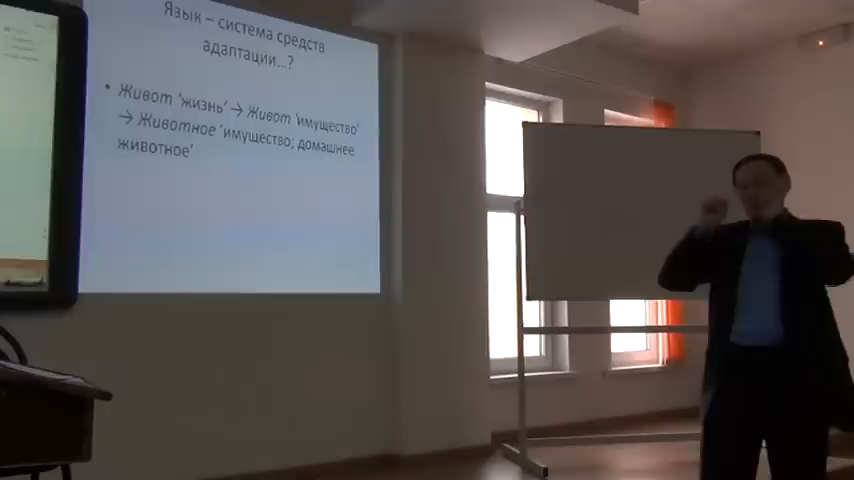 Язык – система средств
адаптации...?
• Живот 'жизнь' → Живот 'имущество'
→ Животное 'имущество; домашнее
животное'